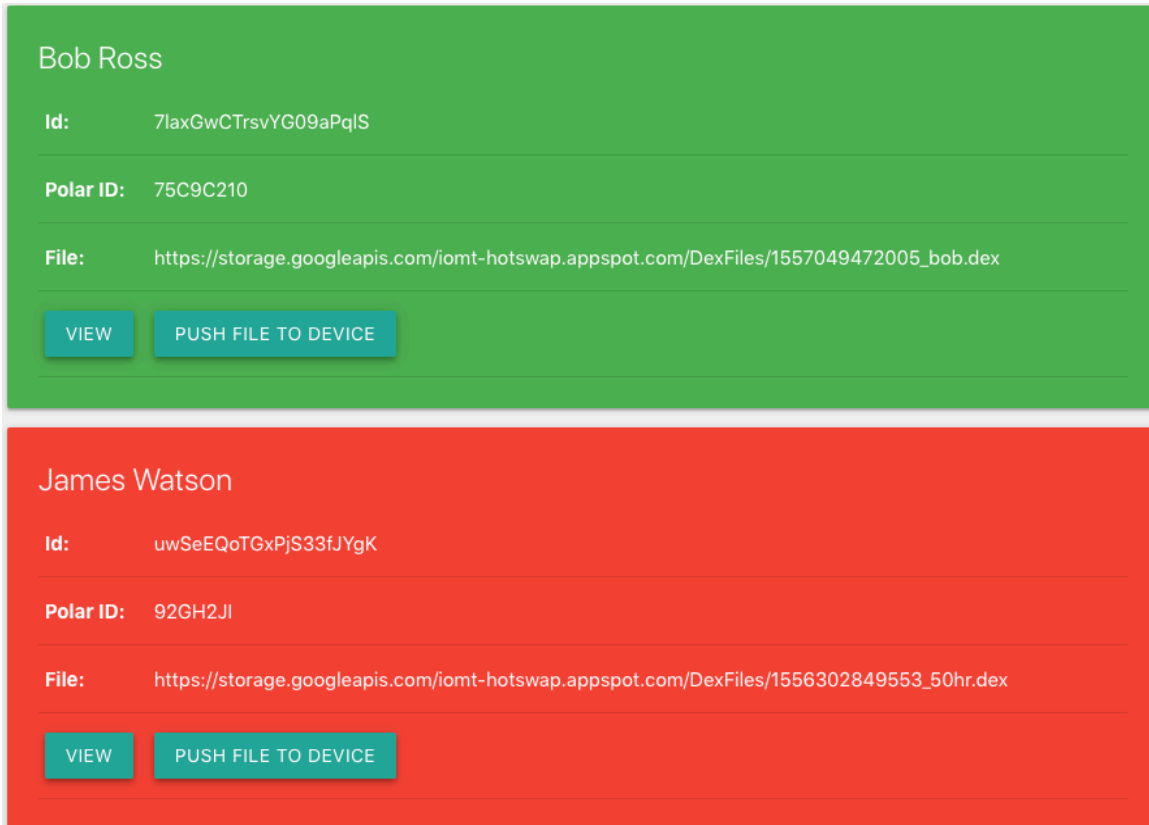 Bob Ross
Id: 7laxGwCTrsvYG09aPqlS
Polar ID: 75C9C210
File: https://storage.googleapis.com/iomt-hotswap.appspot.com/DexFiles/1557049472005_bob.dex
VIEW PUSH FILE TO DEVICE
James Watson
Id: uwSeEQoTGxPjS33fJYgK
Polar ID: 92GH2JI
File: https://storage.googleapis.com/iomt-hotswap.appspot.com/DexFiles/1556302849553_50hr.dex
VIEW PUSH FILE TO DEVICE